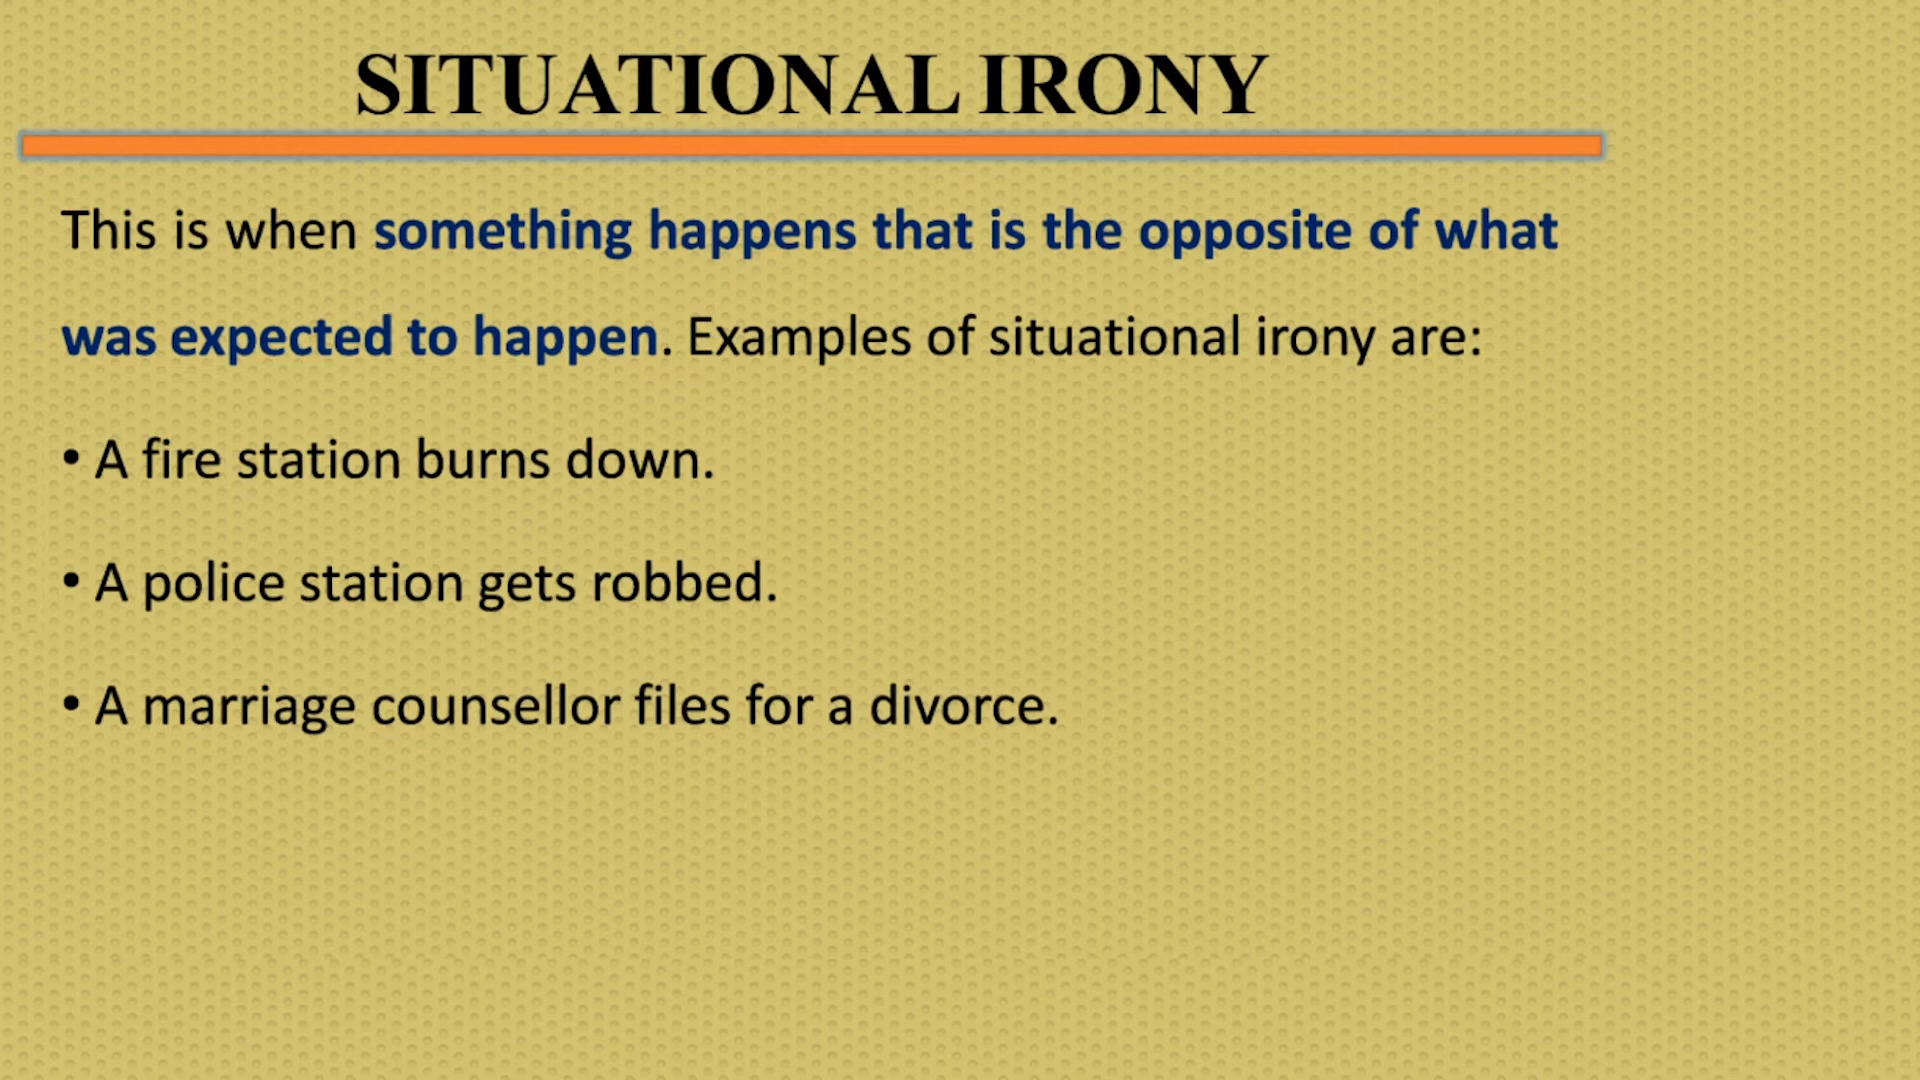 SITUATIONAL IRONY
This is when something happens that is the opposite of what
was expected to happen. Examples of situational irony are:
• A fire station burns down.
• A police station gets robbed.
• A marriage counsellor files for a divorce.